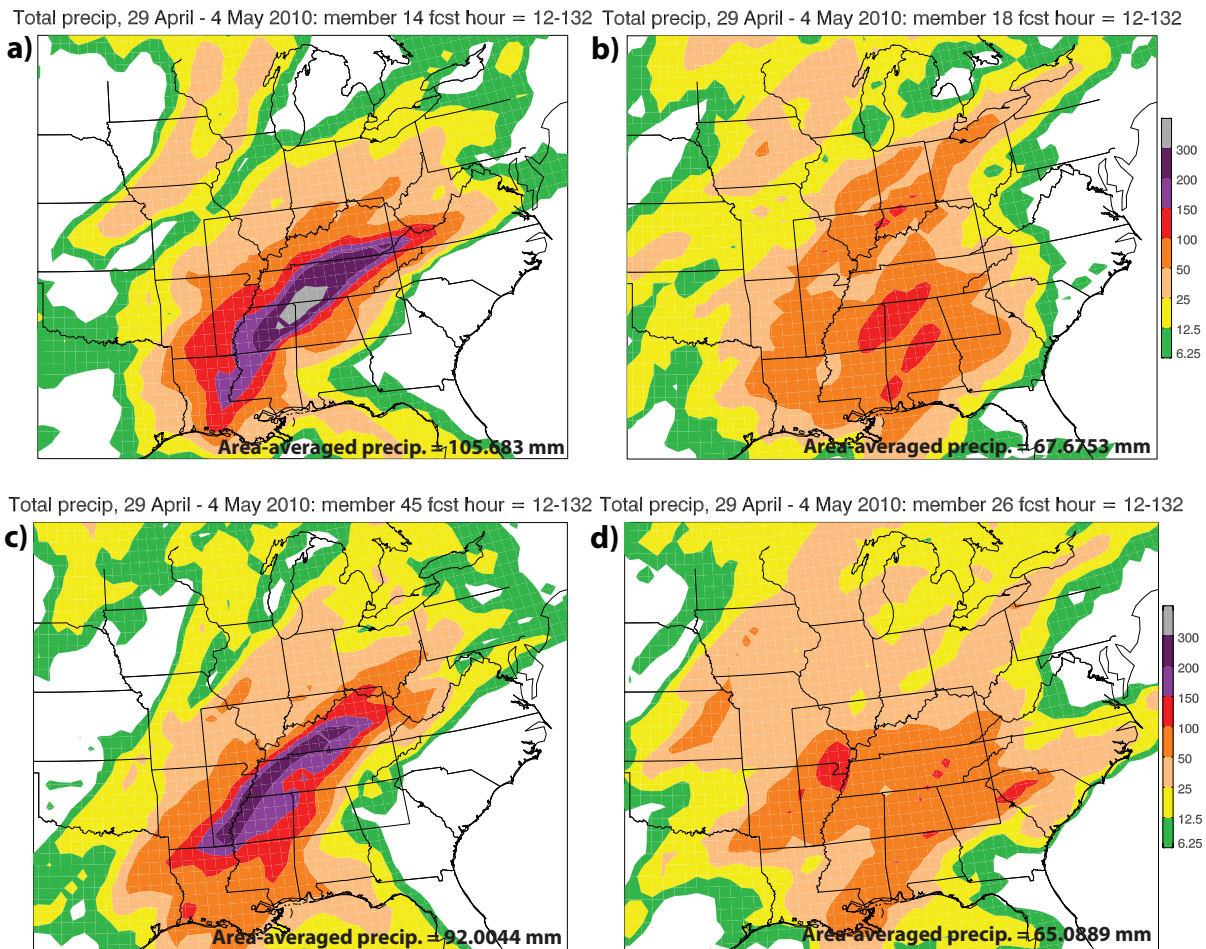 Total precip, 29 April - 4 May 2010: member 14 fcst hour = 12-132
Total precip, 29 April - 4 May 2010: member 18 fcst hour = 12-132
a)
b)
300
200
150
100
50
25
12.5
6.25
Area-averaged precip. = 105.683 mm
Area-averaged precip. = 67.6753 mm
Total precip, 29 April - 4 May 2010: member 45 fcst hour = 12-132
Total precip, 29 April - 4 May 2010: member 26 fcst hour = 12-132
c)
d)
300
200
150
100
50
25
12.5
6.25
Area-averaged precip. = 92.0044 mm
Area-averaged precip. = 65.0889 mm